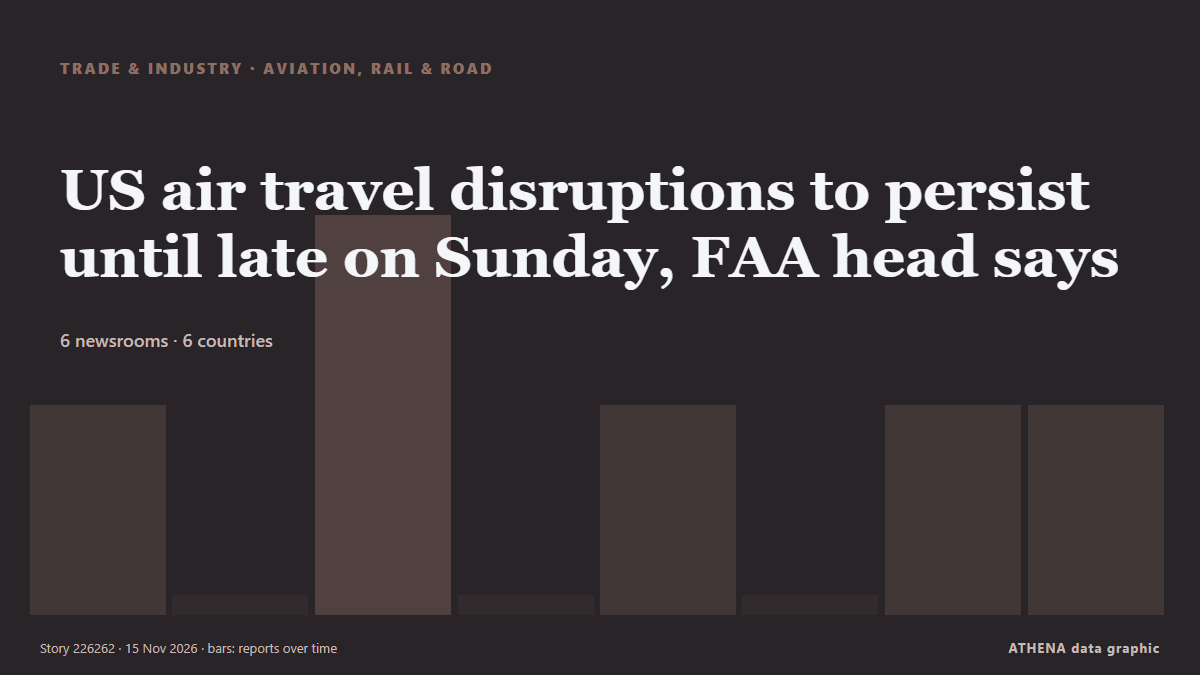 TRADE & INDUSTRY · AVIATION, RAIL & ROAD
US air travel disruptions to persist
until late on Sunday, FAA head says
6 newsrooms · 6 countries
Story 226262 · 15 Nov 2026 · bars: reports over time
ATHENA data graphic